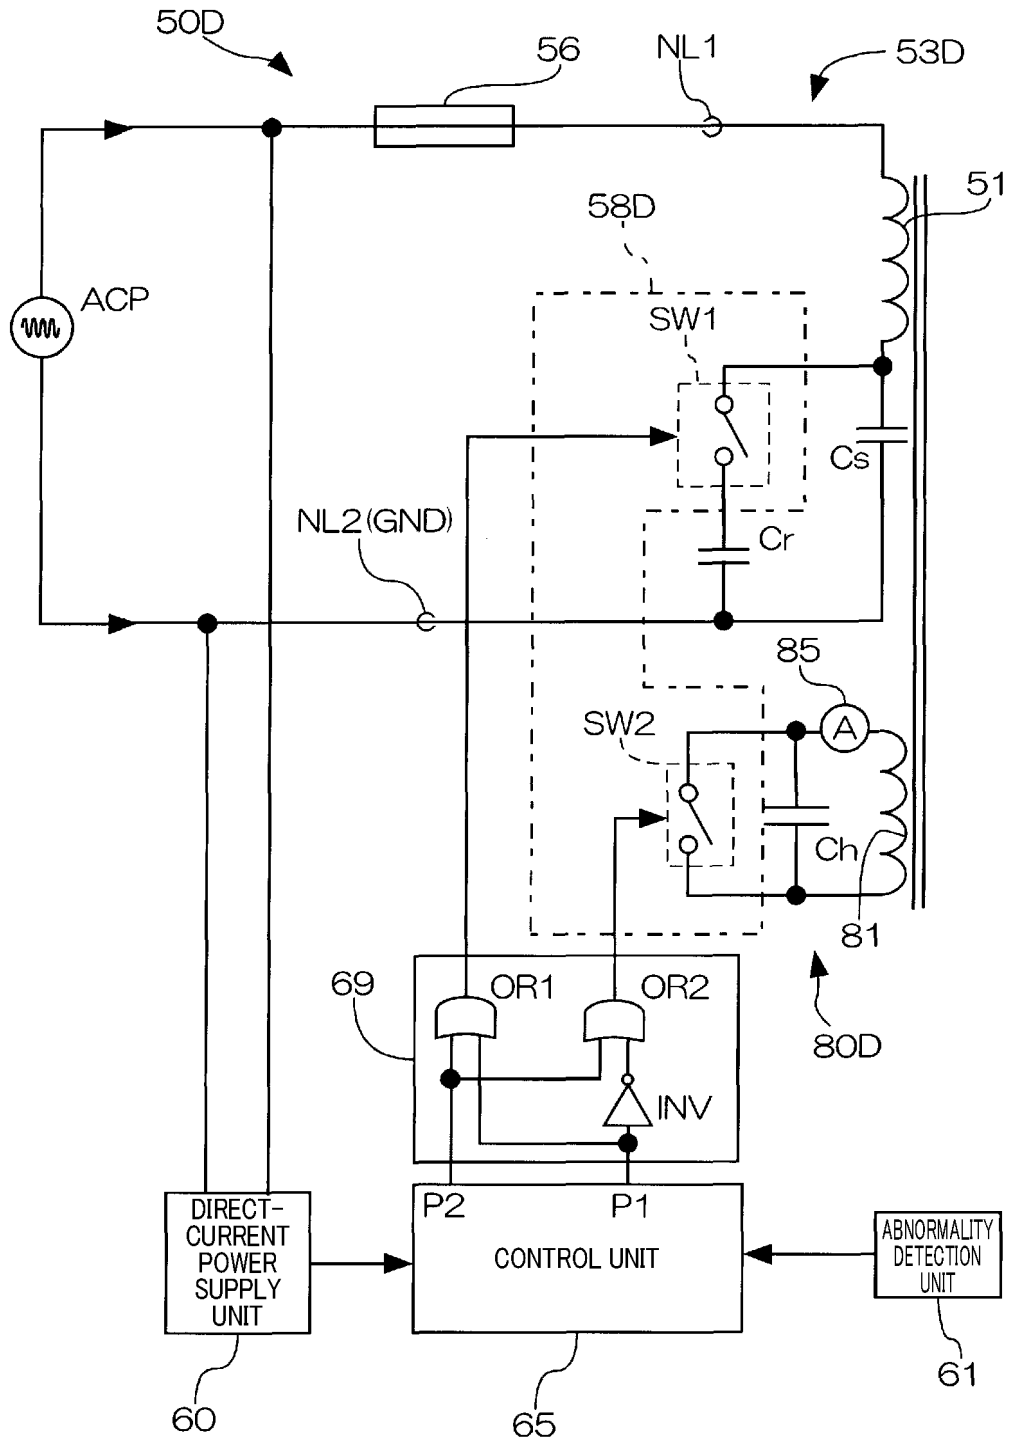 50D
56
NL1
53D
51
58D
ACP
SW1
Cs
NL2(GND)
Cr
85
A
SW2
Ch
81
69
OR1
OR2
80D
INV
P2
P1
DIRECT-
CURRENT
POWER
SUPPLY
UNIT
CONTROL UNIT
ABNORMALITY
DETECTION
UNIT
61
60
65